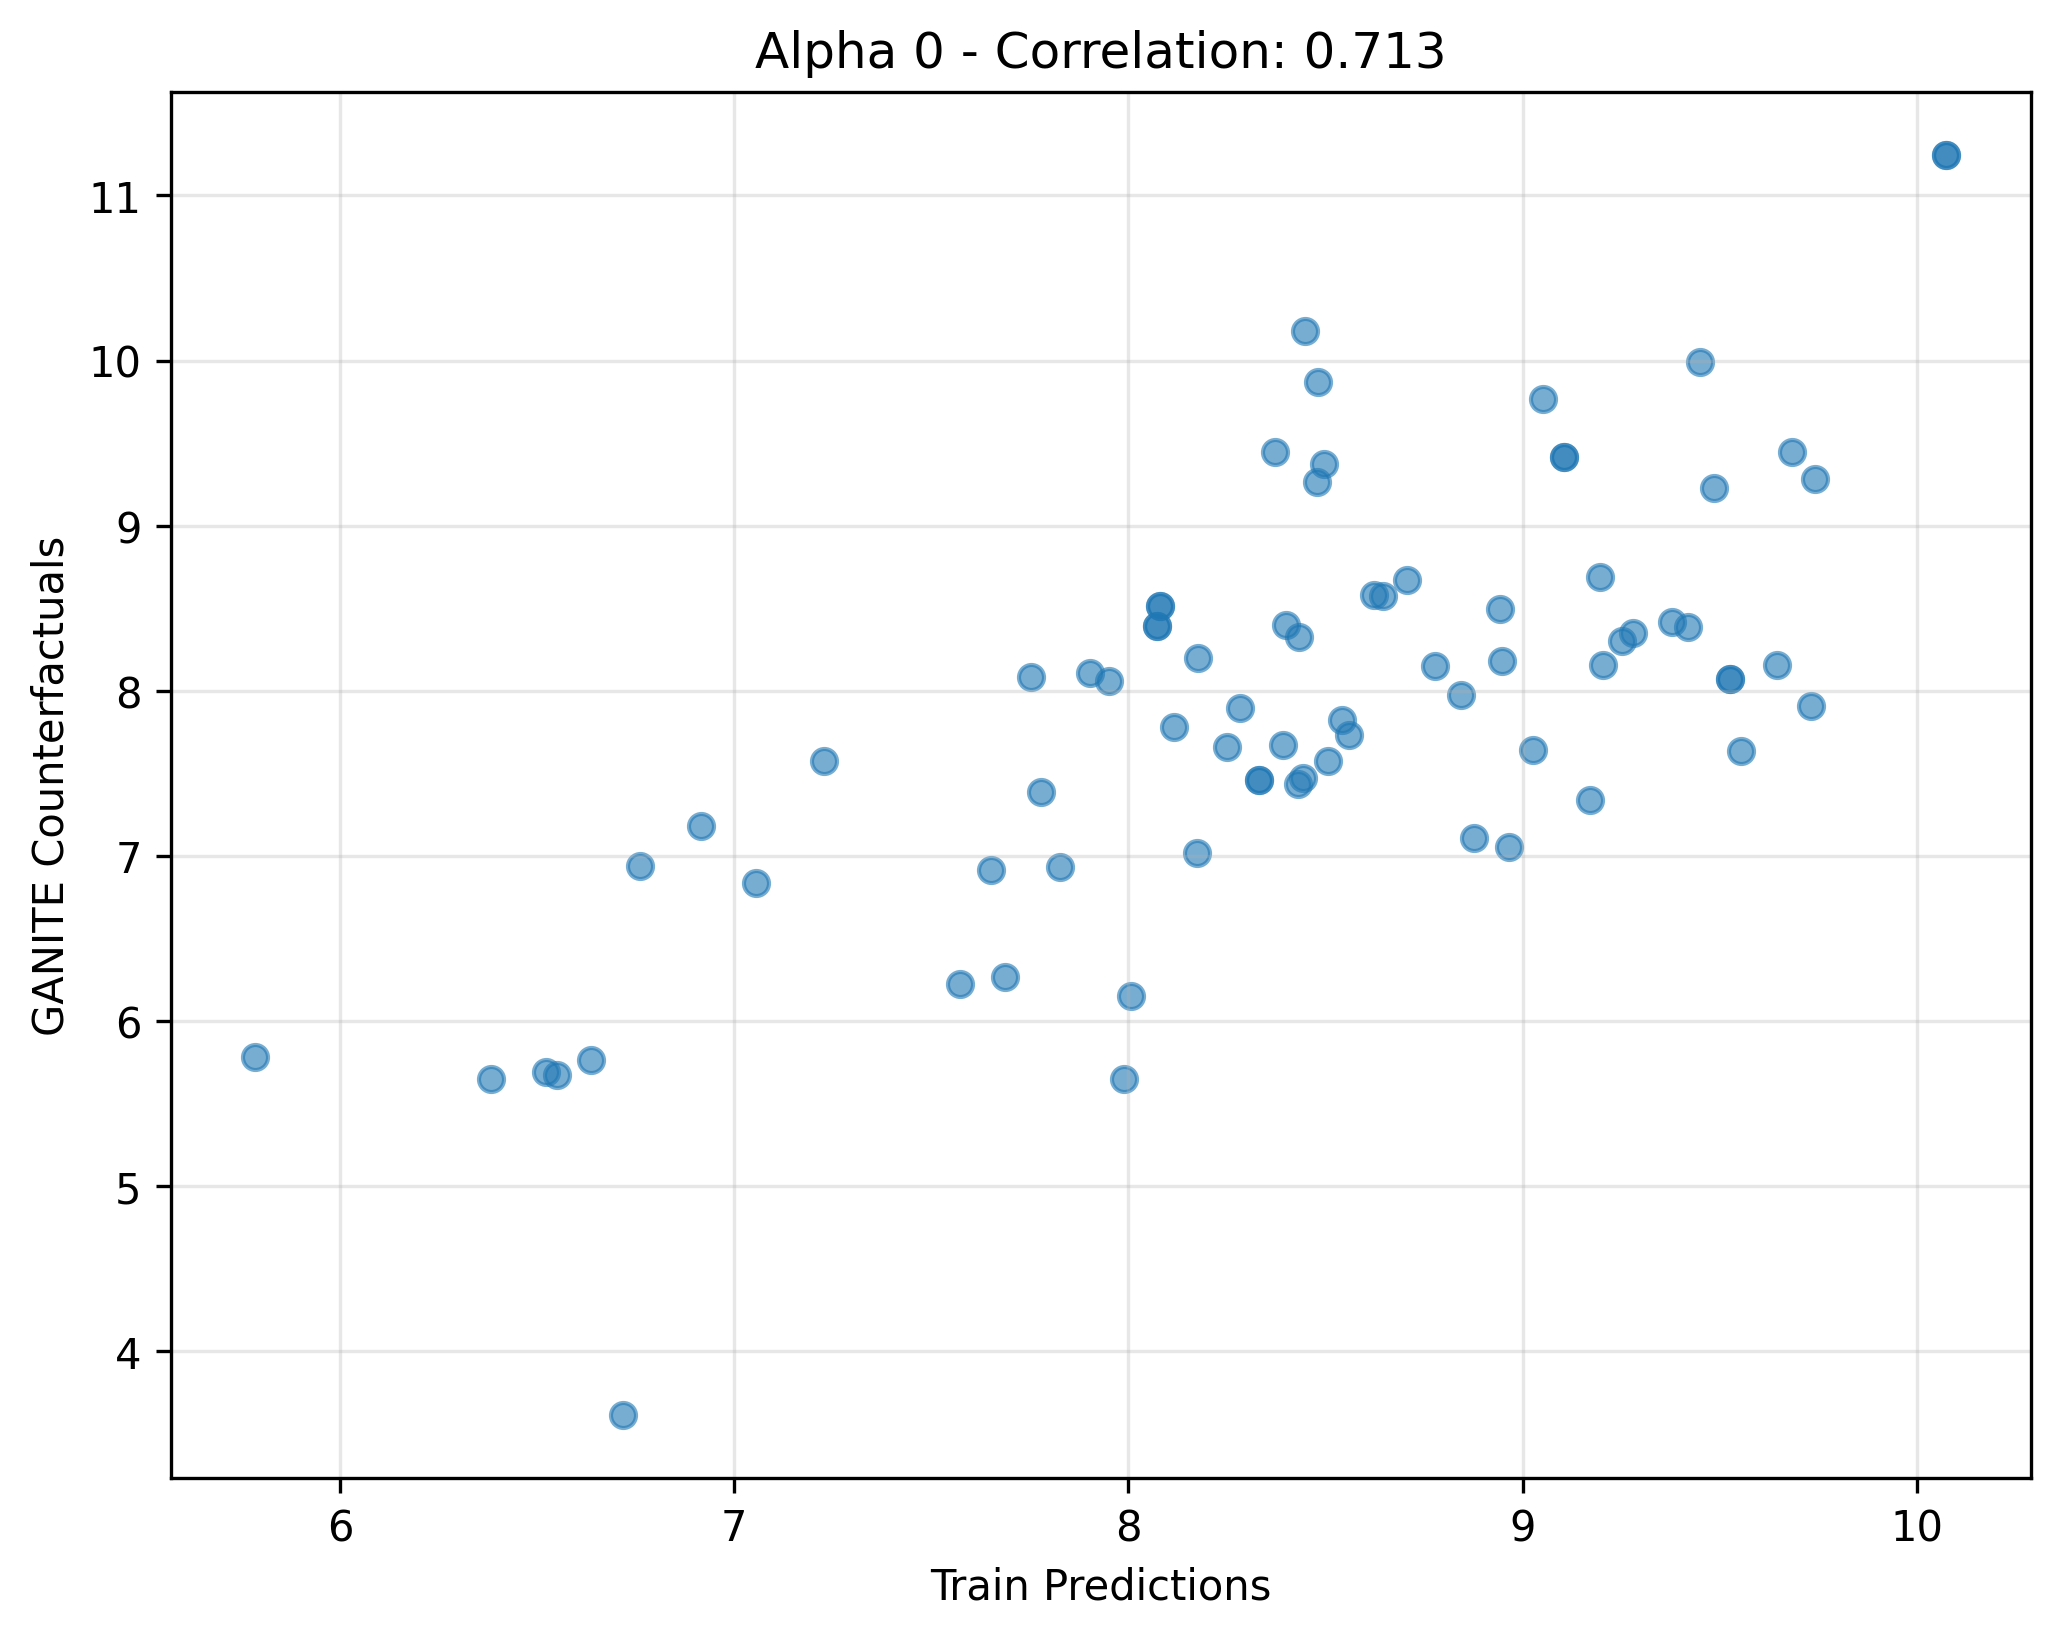 Alpha 0 - Correlation: 0.713
GANITE Counterfactuals
11
10
9
8
7
6
5
4
6 7 8 9 10
Train Predictions